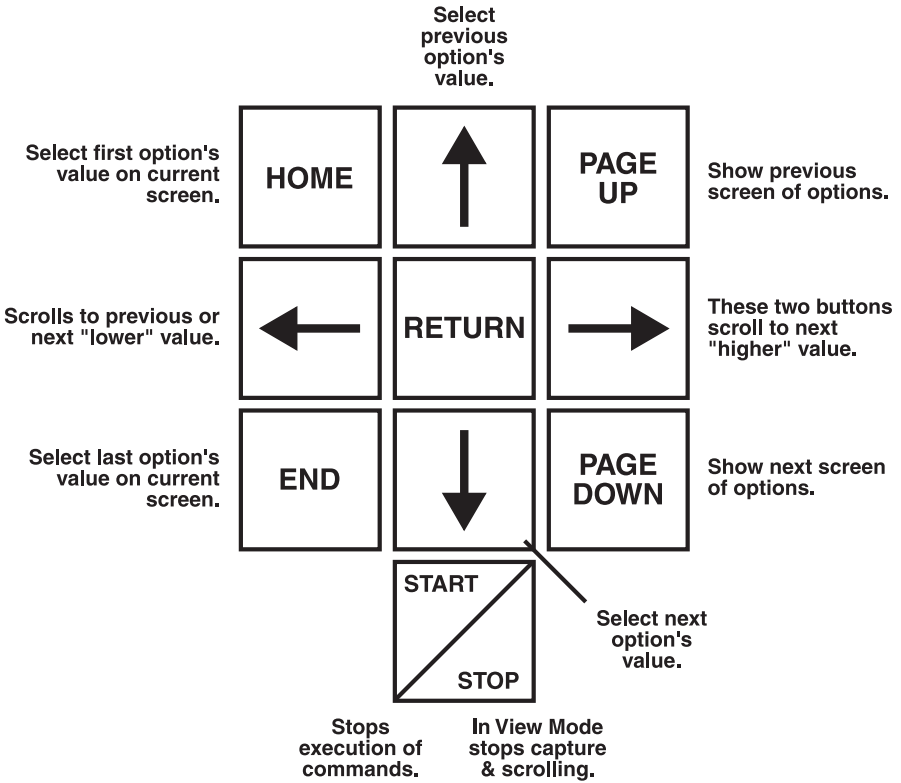 Select
previous
option's
value.
Select first option's
value on current
screen.
HOME
PAGE
UP
Show previous
screen of options.
Scrolls to previous or
next "lower" value.
RETURN
These two buttons
scroll to next
"higher" value.
Select last option's
value on current
screen.
END
PAGE
DOWN
Show next screen
of options.
START
STOP
Select next
option's
value.
Stops
execution of
commands.
In View Mode
stops capture
& scrolling.